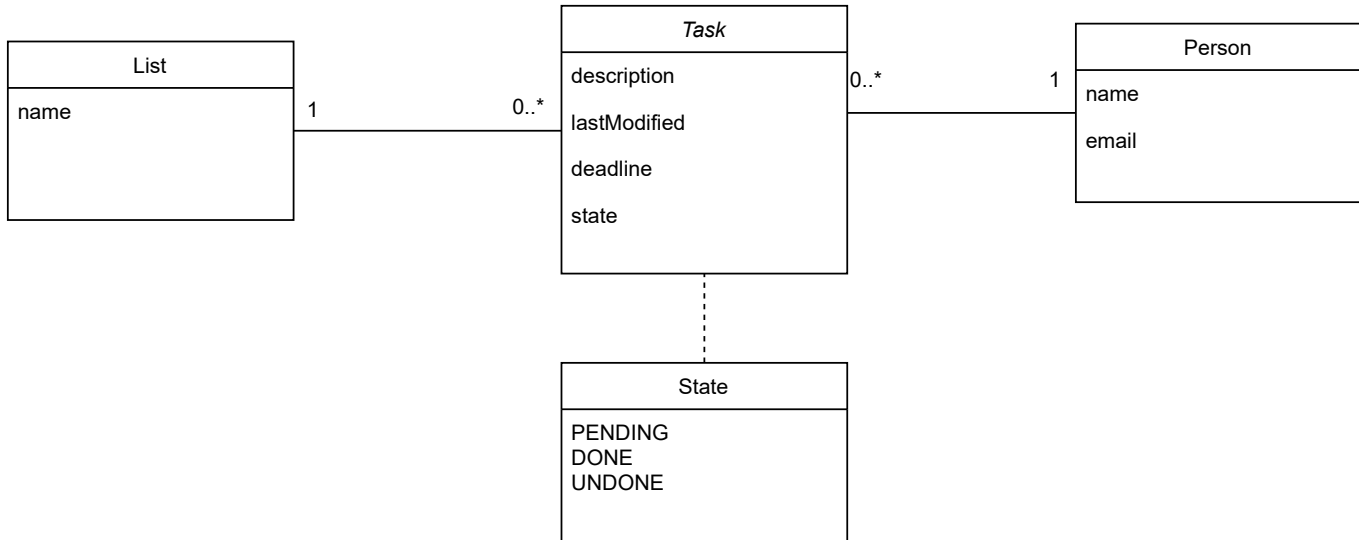 List
name
1
0..*
Task
description
lastModified
deadline
state
0..*
1
Person
name
email
State
PENDING
DONE
UNDONE